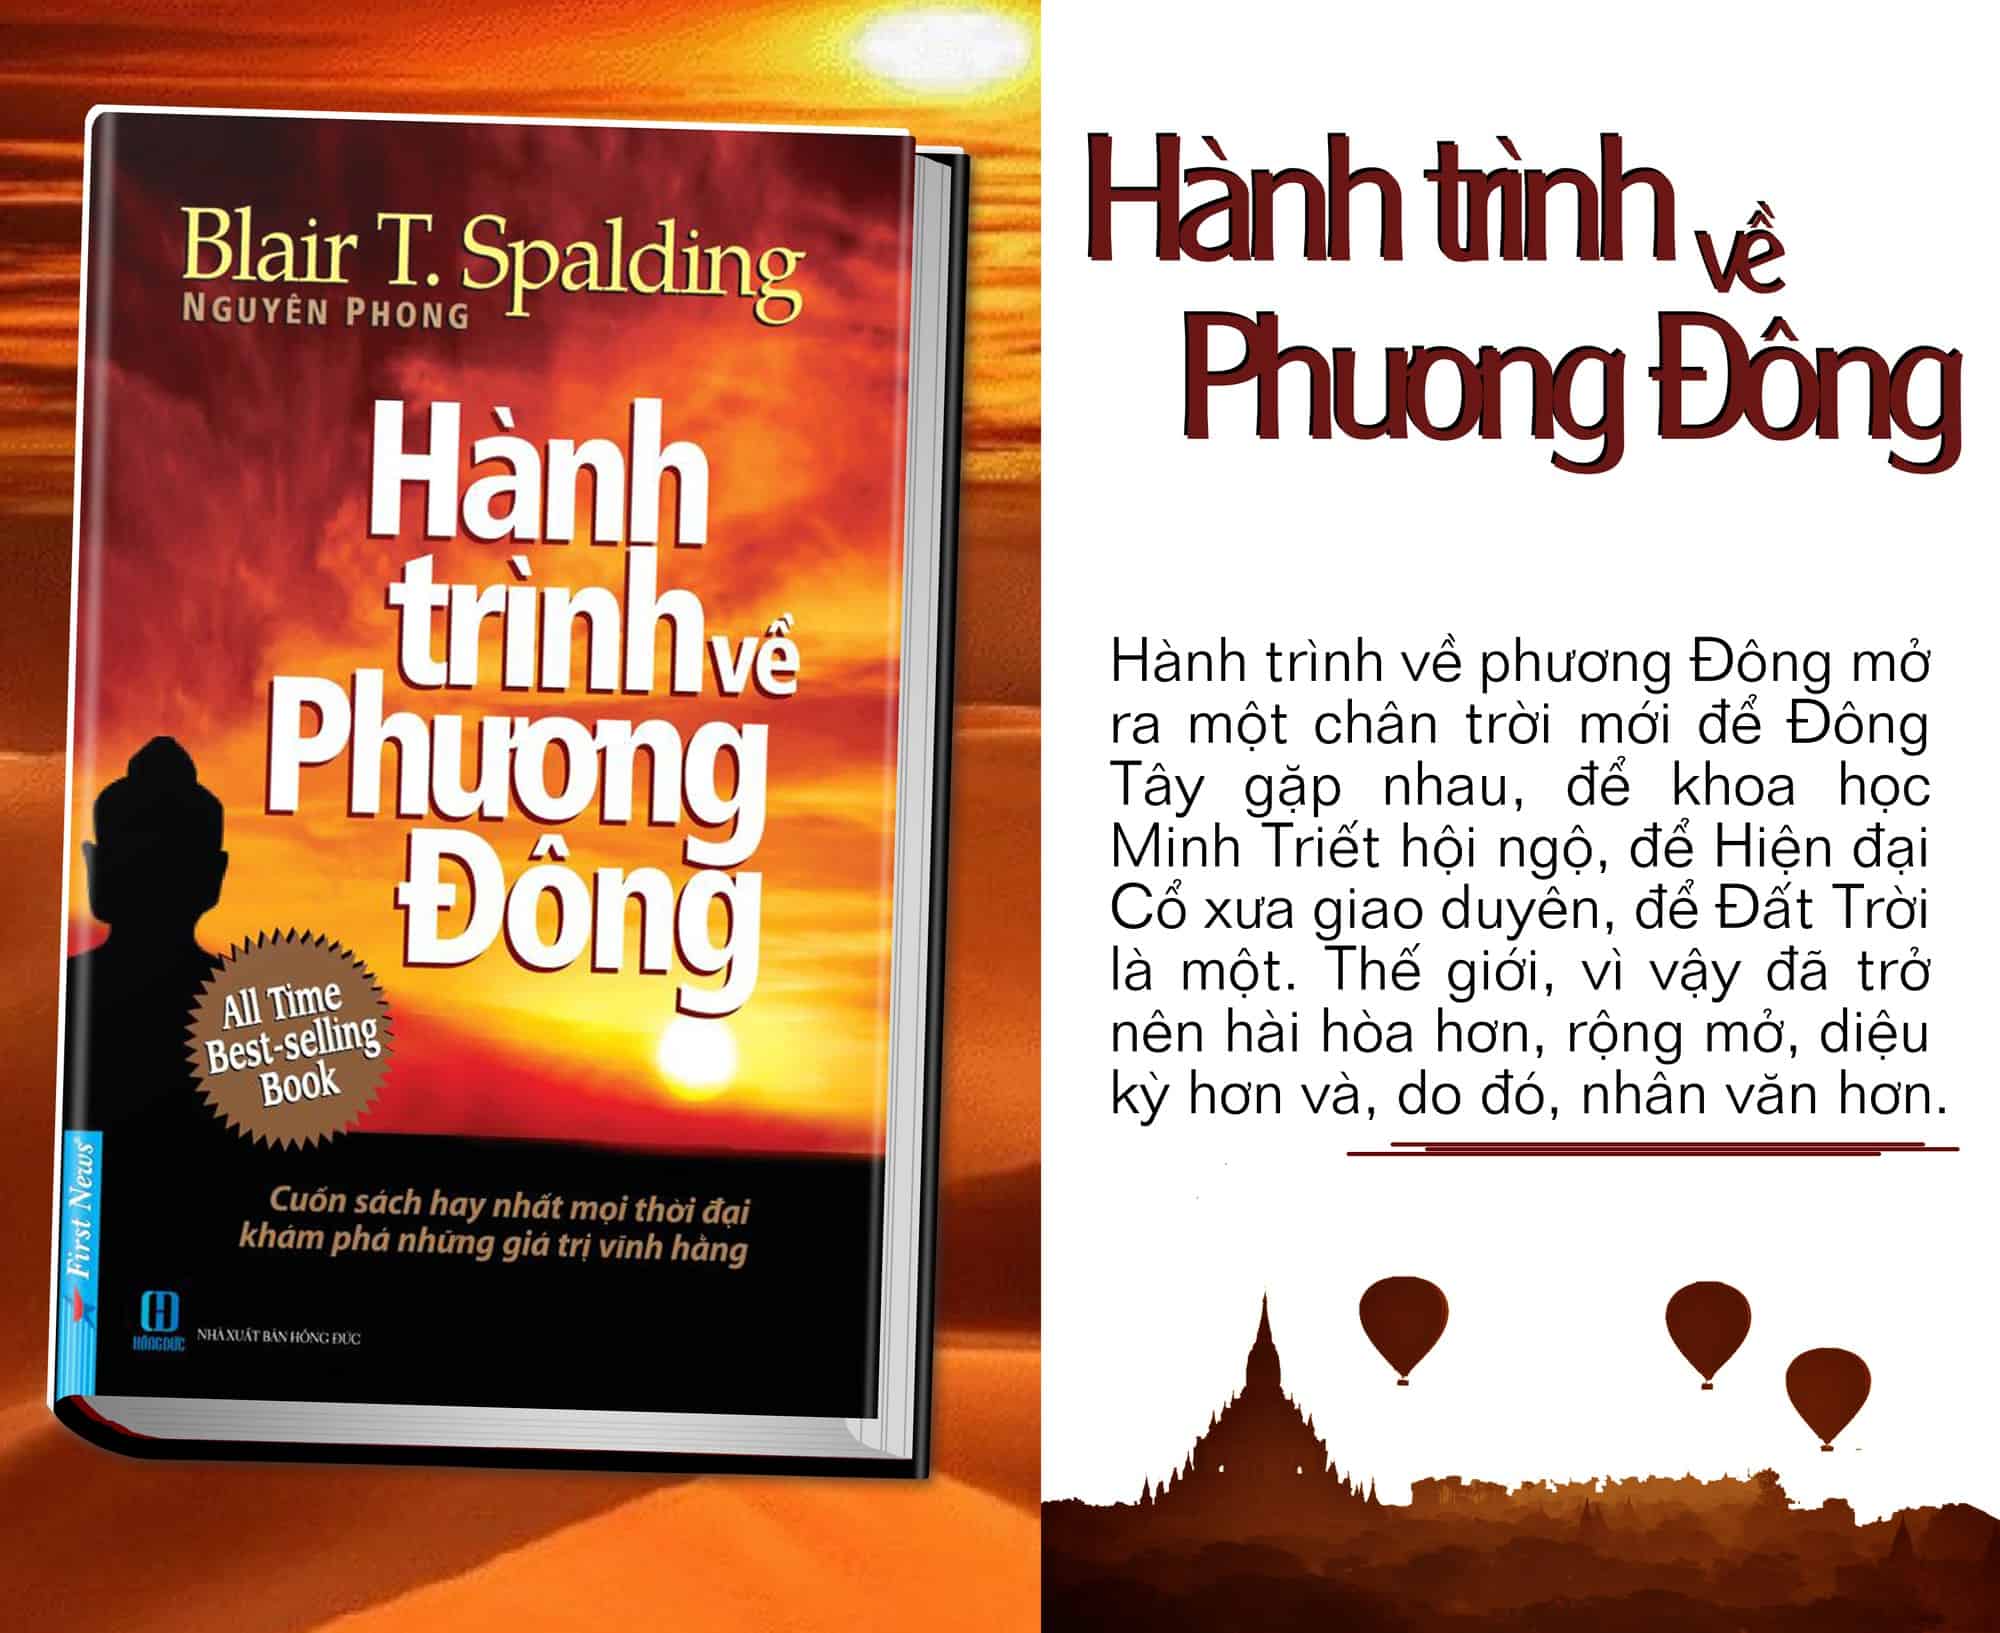 Blair T. Spalding
NGUYÊN PHONG
Hành
trình về
Phương
Đông
All Time
Best-selling
Book
First News
Cuốn sách hay nhất mọi thời đại
khám phá những giá trị vĩnh hằng
HỒNG ĐỨC
NHÀ XUẤT BẢN HỒNG ĐỨC
Hành trình về
Phương Đông
Hành trình về phương Đông mở
ra một chân trời mới để Đông
Tây gặp nhau, để khoa học
Minh Triết hội ngộ, để Hiện đại
Cổ xưa giao duyên, để Đất Trời
là một. Thế giới, vì vậy đã trở
nên hài hòa hơn, rộng mở, diệu
kỳ hơn và, do đó, nhân văn hơn.